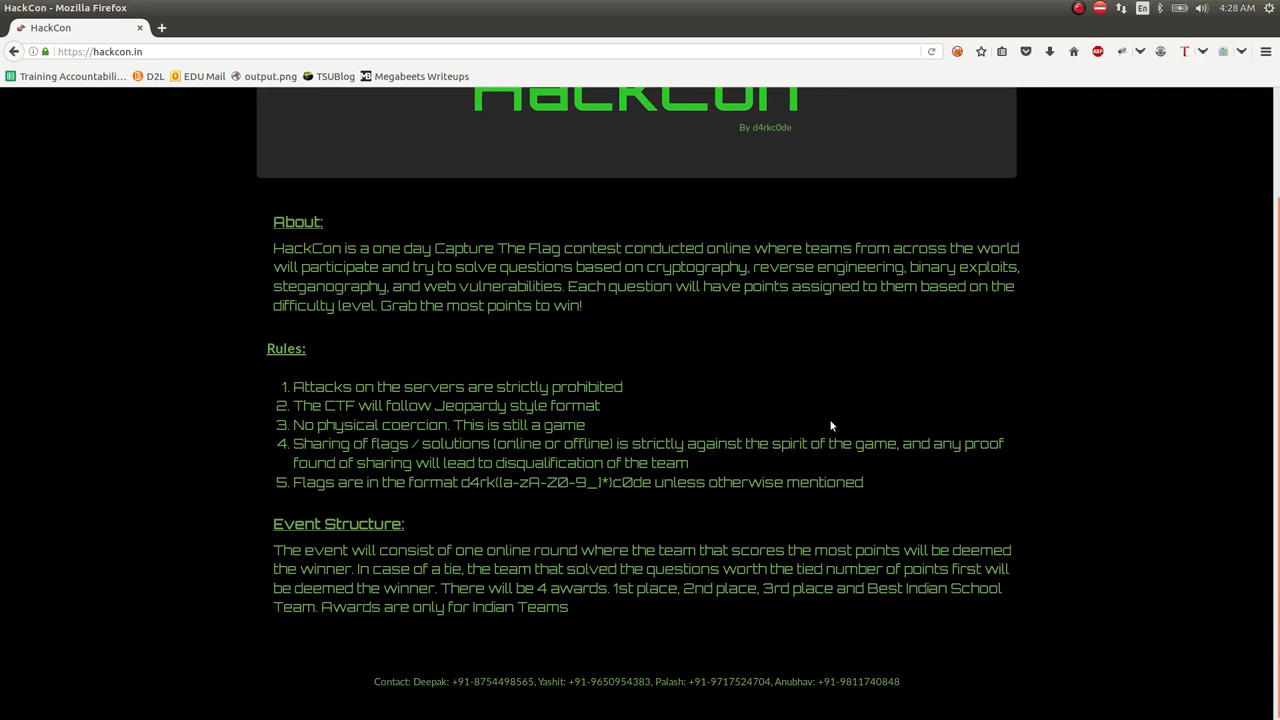 HackCon - Mozilla Firefox
En
4:28 AM
HackCon
https://hackcon.in
ABP
T
Training Accountabili...
D2L
EDU Mail
output.png
TSUBlog
Megabeets Writeups
HackCon
By d4rkc0de
About:
HackCon is a one day Capture The Flag contest conducted online where teams from across the world
will participate and try to solve questions based on cryptography, reverse engineering, binary exploits,
steganography, and web vulnerabilities. Each question will have points assigned to them based on the
difficulty level. Grab the most points to win!
Rules:
1. Attacks on the servers are strictly prohibited
2. The CTF will follow Jeopardy style format
3. No physical coercion. This is still a game
4. Sharing of flags / solutions (online or offline) is strictly against the spirit of the game, and any proof
found of sharing will lead to disqualification of the team
5. Flags are in the format d4rk{[a-zA-Z0-9_]*}c0de unless otherwise mentioned
Event Structure:
The event will consist of one online round where the team that scores the most points will be deemed
the winner. In case of a tie, the team that solved the questions worth the tied number of points first will
be deemed the winner. There will be 4 awards. 1st place, 2nd place, 3rd place and Best Indian School
Team. Awards are only for Indian Teams
Contact: Deepak: +91-8754498565, Yashit: +91-9650954383, Palash: +91-9717524704, Anubhav: +91-9811740848